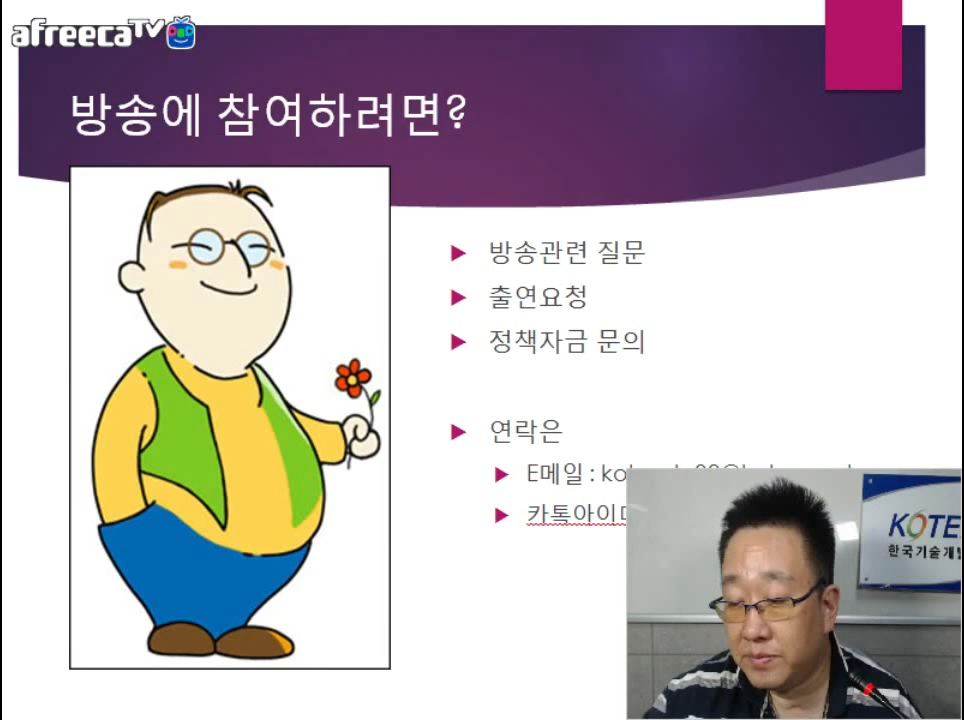 afreecaTV
방송에 참여하려면?
방송관련 질문
출연요청
정책자금 문의
연락은
E메일 :
카톸아이디
KOTE
한국기술개발